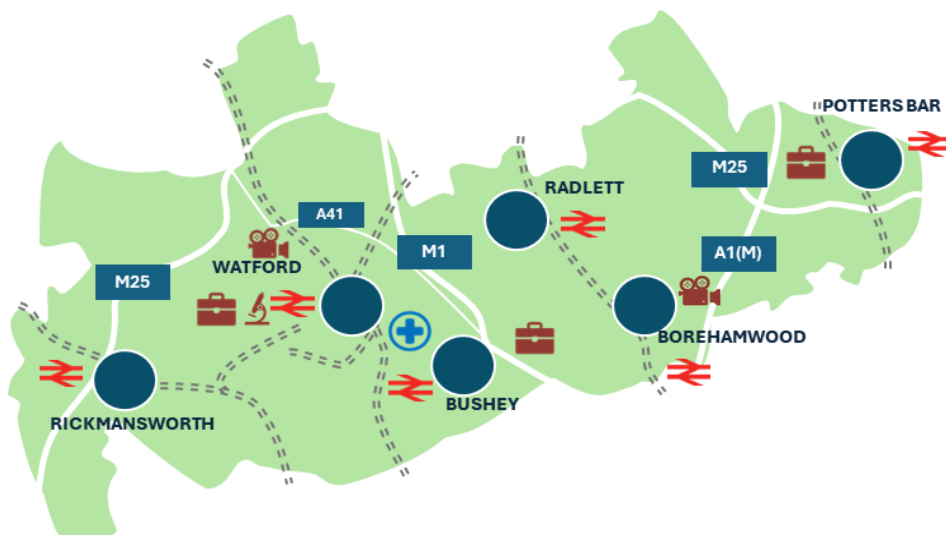 POTTERS BAR
M25
RADLETT
A41
M1
A1(M)
WATFORD
M25
BOREHAMWOOD
BUSHEY
RICKMANSWORTH